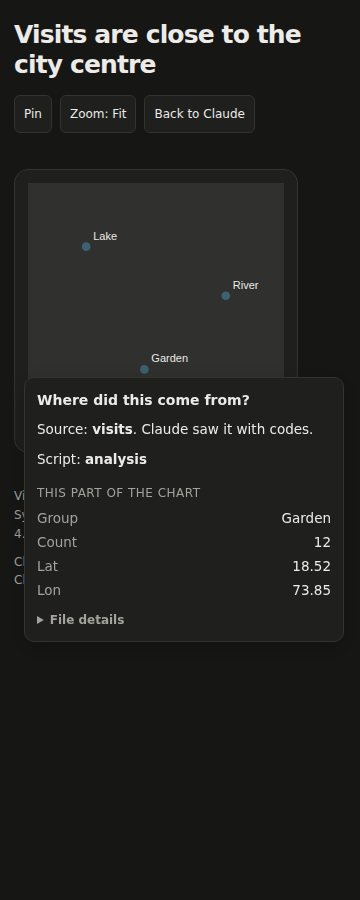 Visits are close to the
city centre
Pin
Zoom: Fit
Back to Claude
Lake
River
Garden
Where did this come from?
Source: visits. Claude saw it with codes.
Script: analysis
THIS PART OF THE CHART
Group Garden
Count 12
Lat 18.52
Lon 73.85
▶ File details
4.